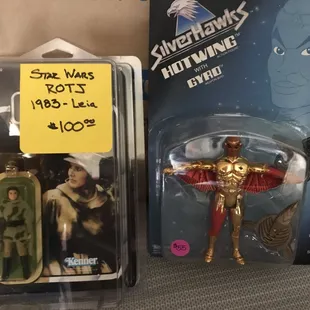 STAR WARS
ROTJ
1983 - Leia
$100.00
Kenner
SILVERHAWKS
HOTWING
WITH
GYRO